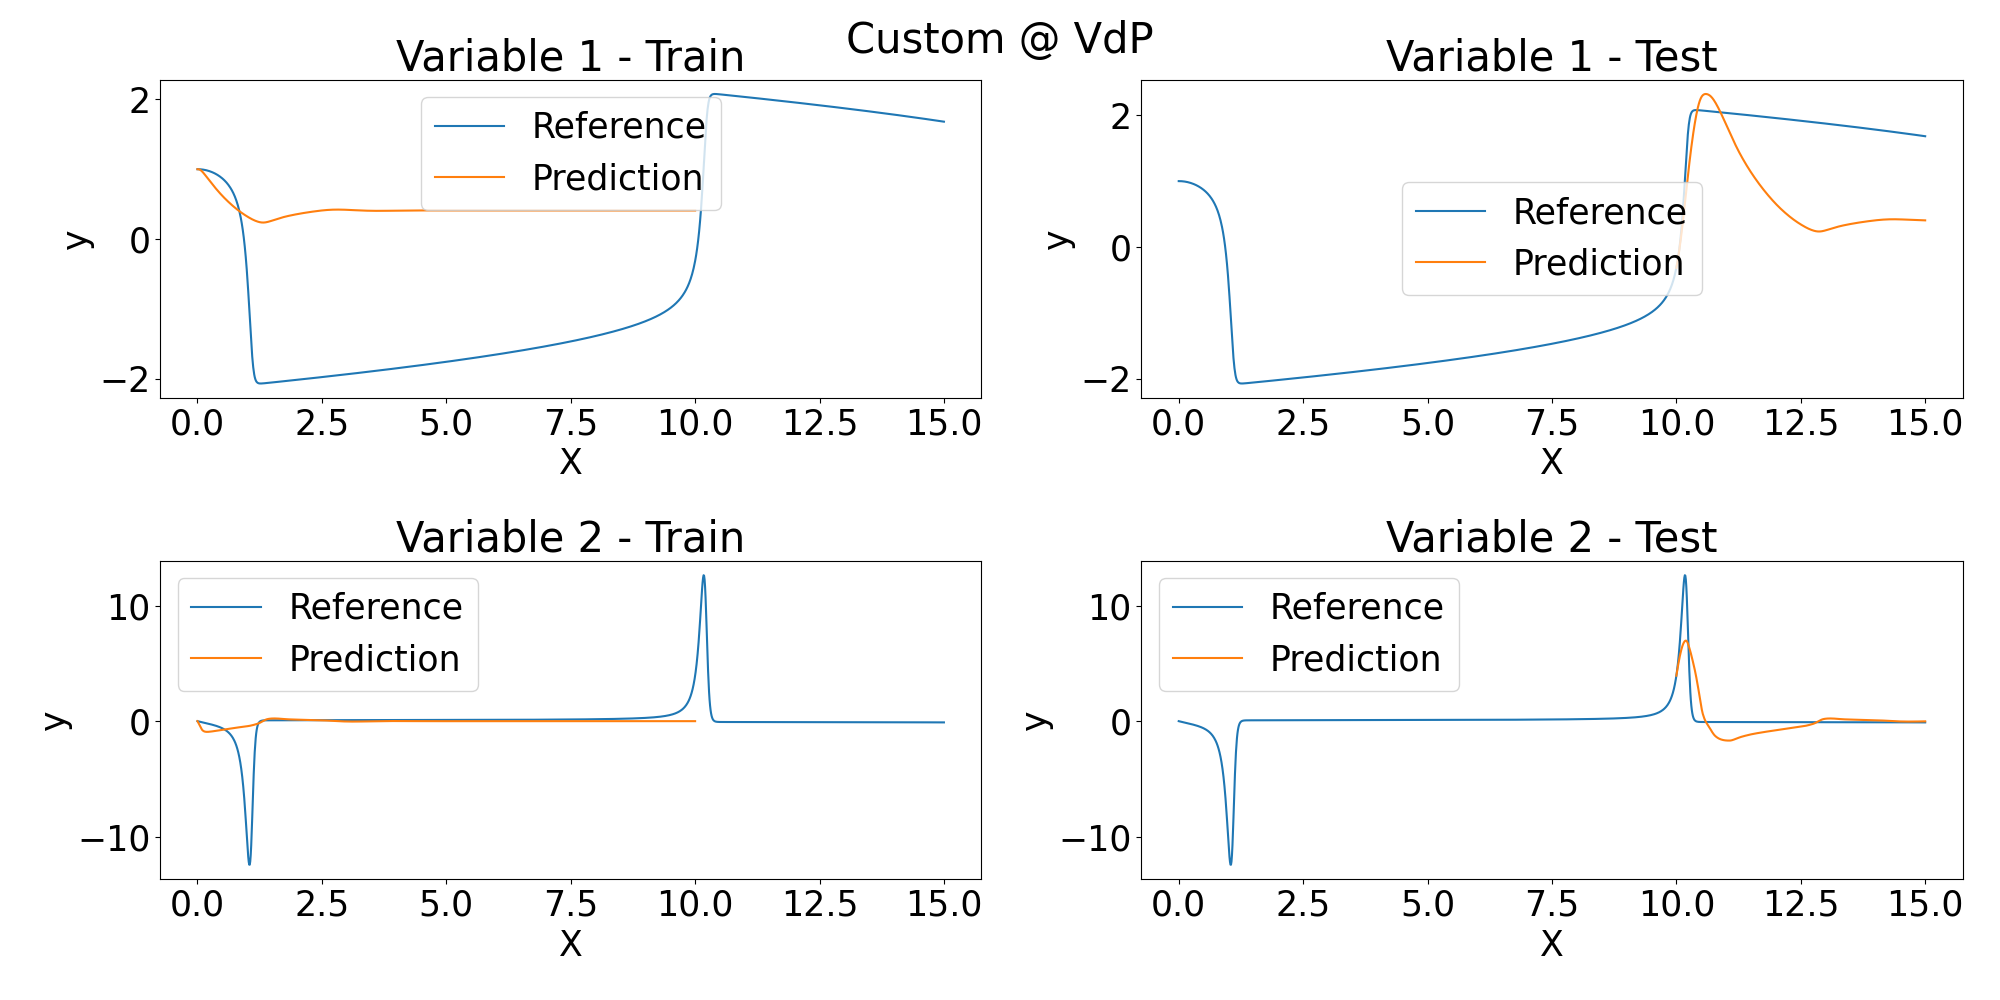 Custom @ VdP
Variable 1 - Train
2
0
−2
y
0.0 2.5 5.0 7.5 10.0 12.5 15.0
X
Reference
Prediction
Variable 1 - Test
2
0
−2
y
0.0 2.5 5.0 7.5 10.0 12.5 15.0
X
Reference
Prediction
Variable 2 - Train
10
0
−10
y
0.0 2.5 5.0 7.5 10.0 12.5 15.0
X
Reference
Prediction
Variable 2 - Test
10
0
−10
y
0.0 2.5 5.0 7.5 10.0 12.5 15.0
X
Reference
Prediction